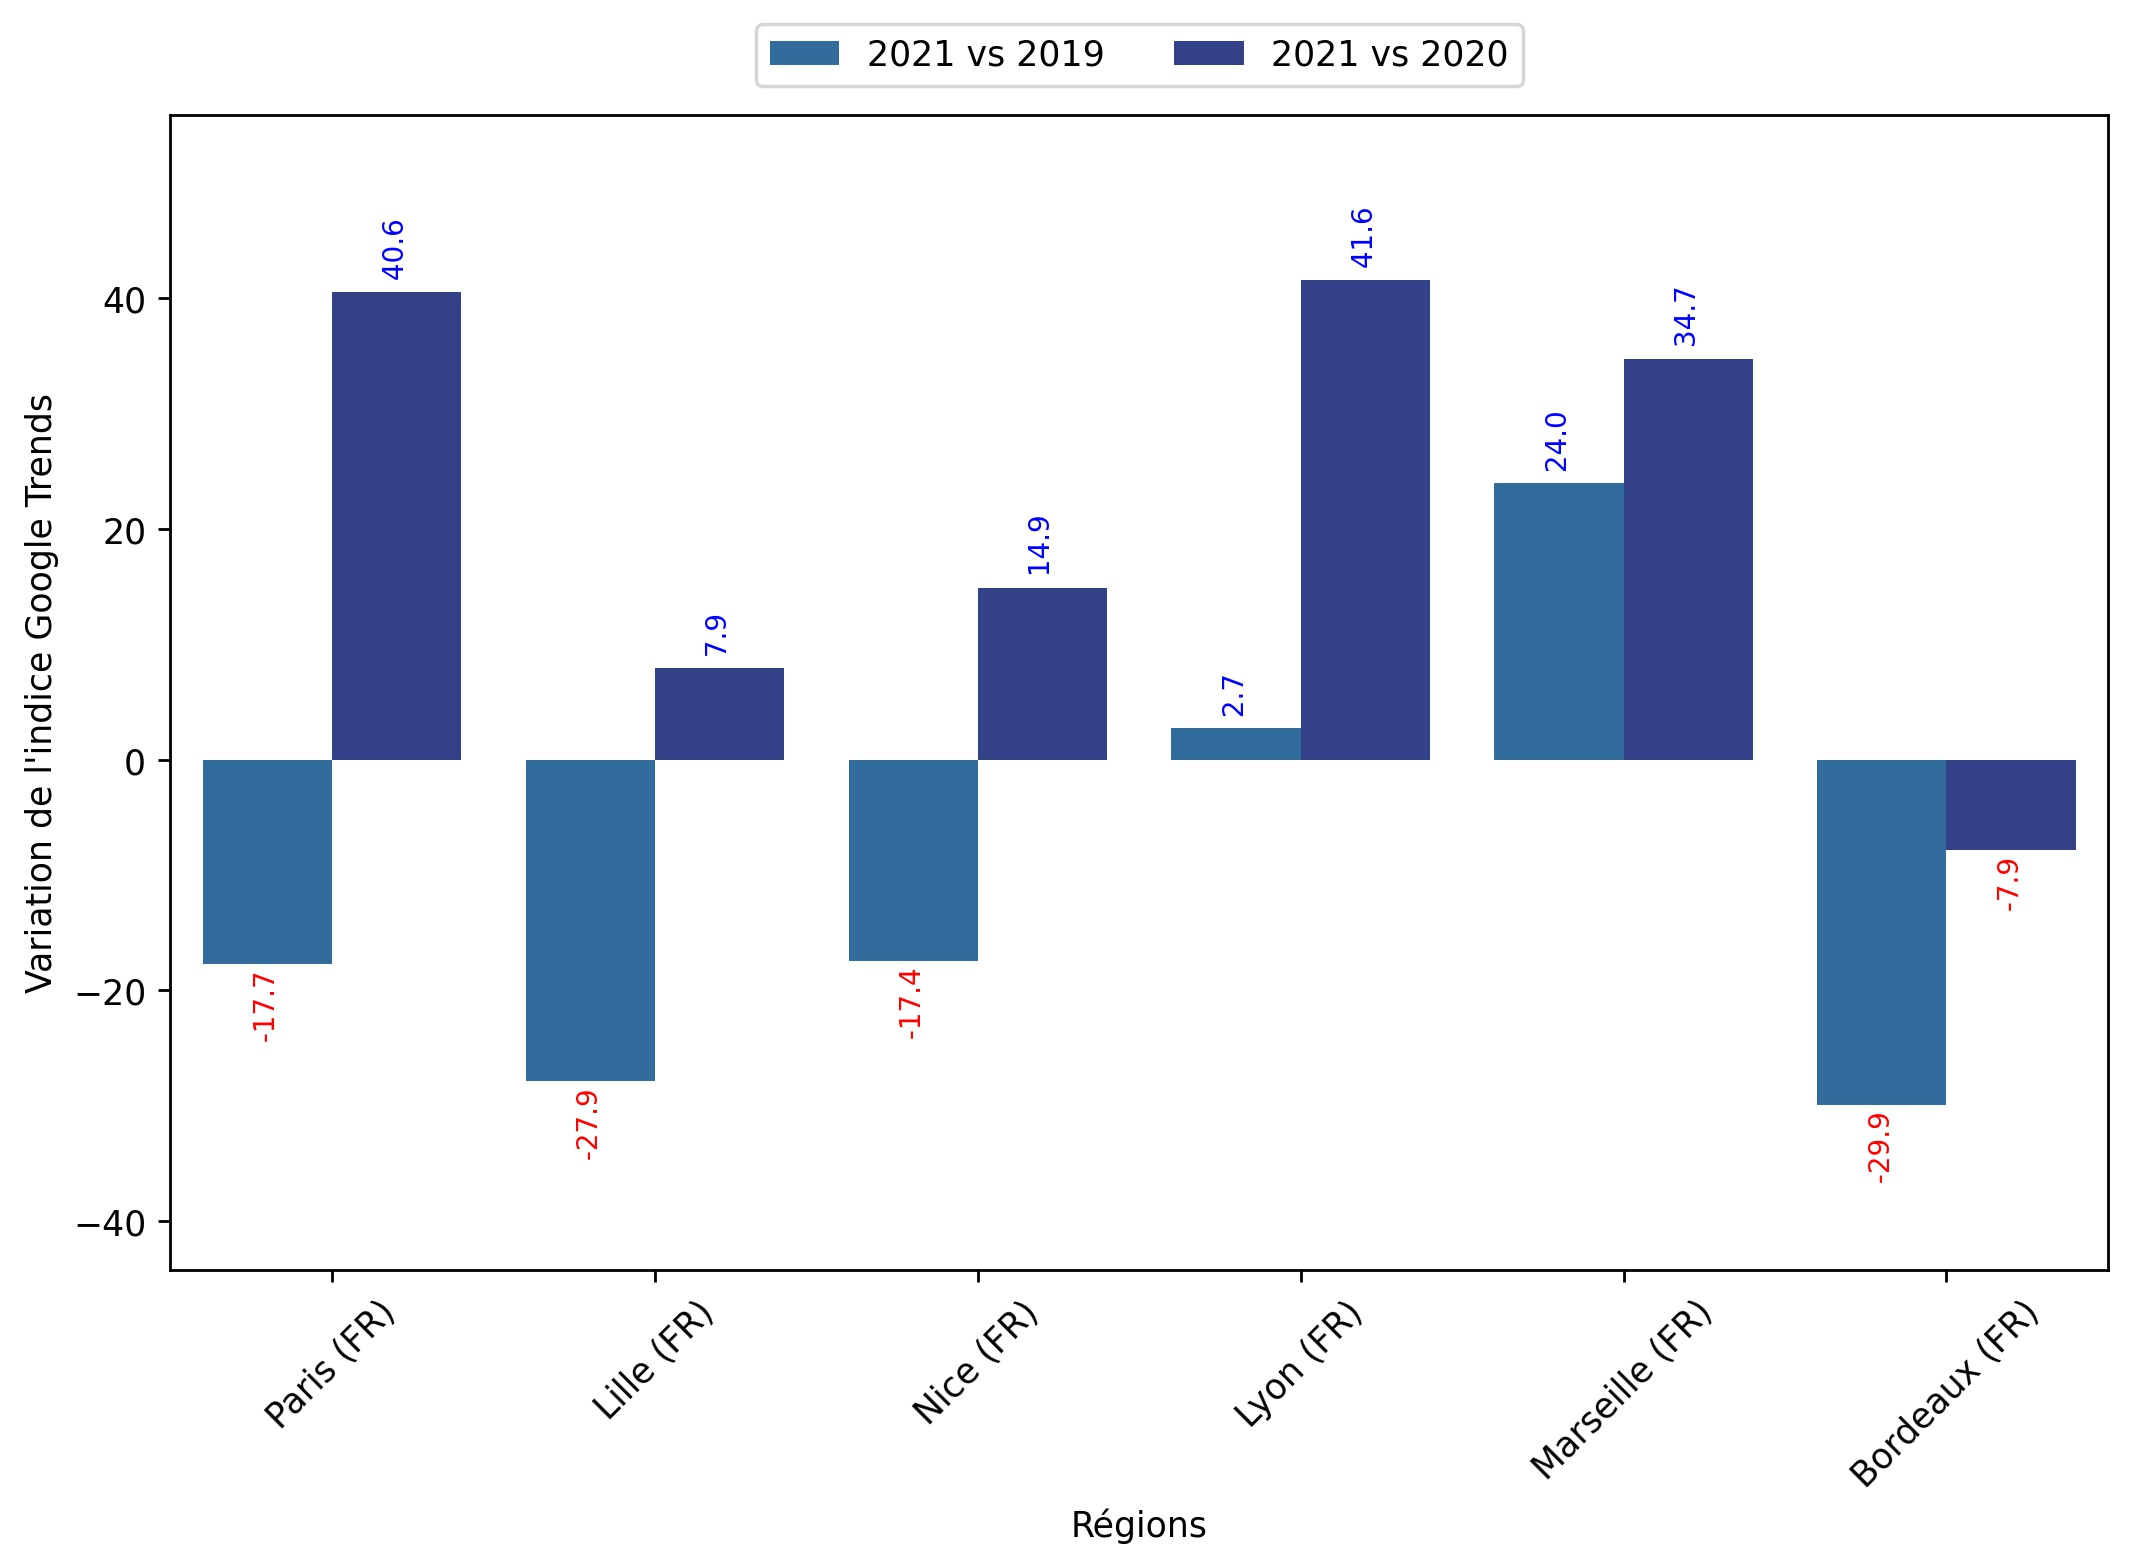 2021 vs 2019
2021 vs 2020
Variation de l'indice Google Trends
40
20
0
−20
−40
-17.7
40.6
-27.9
7.9
-17.4
14.9
2.7
41.6
24.0
34.7
-29.9
-7.9
Paris (FR)
Lille (FR)
Nice (FR)
Lyon (FR)
Marseille (FR)
Bordeaux (FR)
Régions